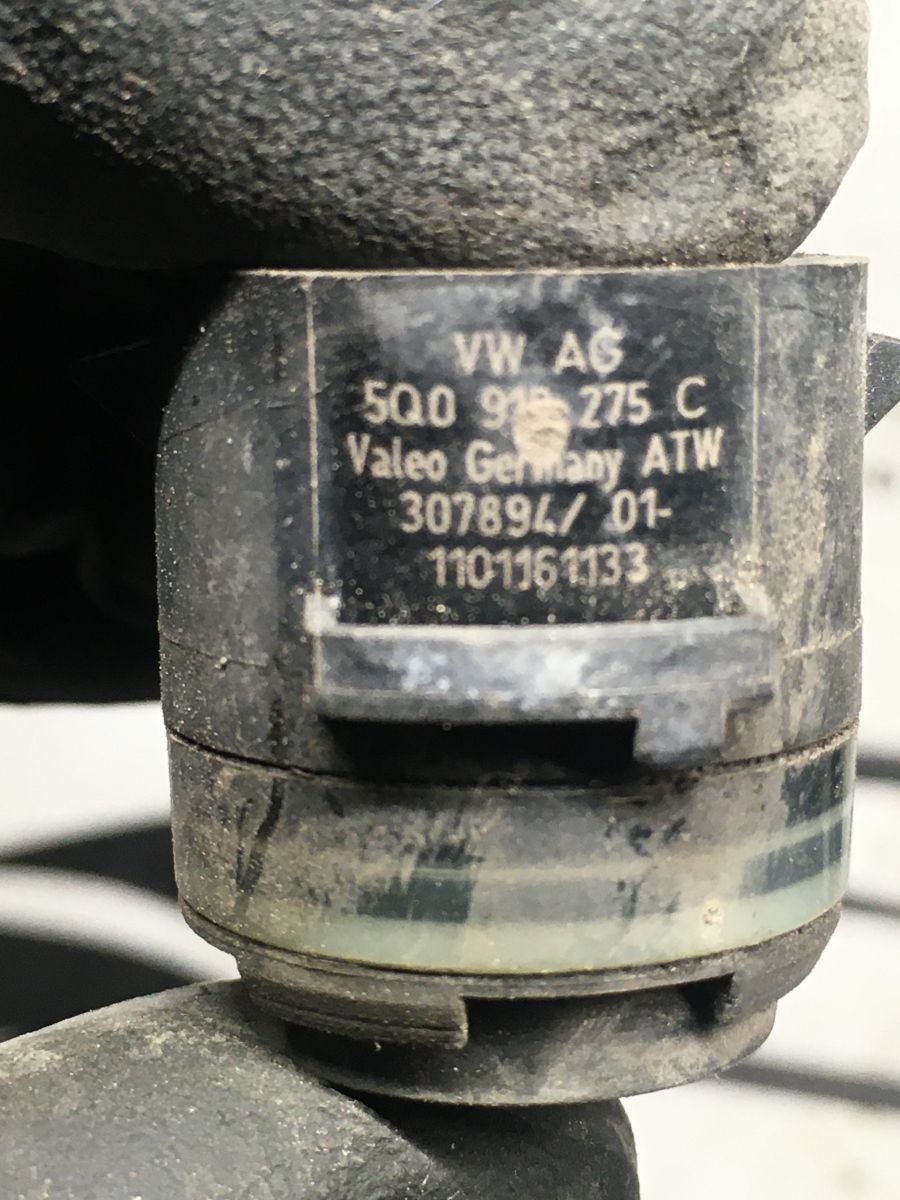 VW AG
5Q0 275 C
Valeo Germany ATW
307894/ 01-
1101161133